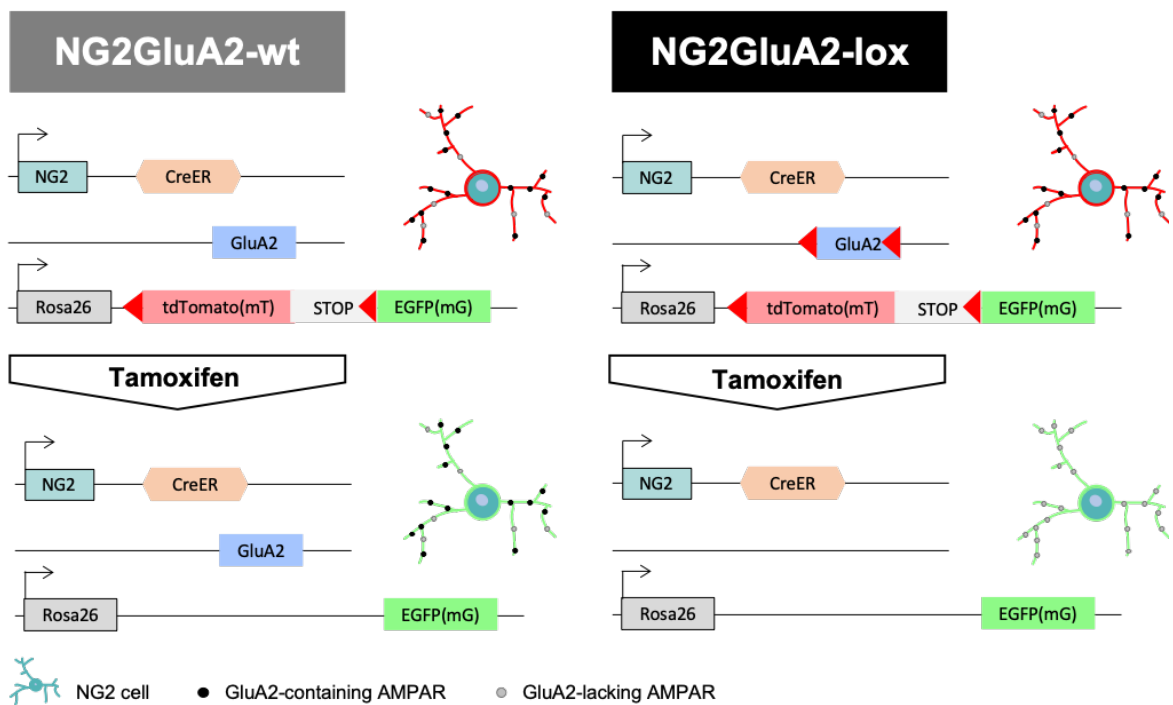 NG2GluA2-wt
NG2GluA2-lox
NG2
CreER
NG2
CreER
GluA2
GluA2
Rosa26
tdTomato(mT)
STOP
EGFP(mG)
Rosa26
tdTomato(mT)
STOP
EGFP(mG)
Tamoxifen
Tamoxifen
NG2
CreER
NG2
CreER
GluA2
Rosa26
EGFP(mG)
Rosa26
EGFP(mG)
NG2 cell
GluA2-containing AMPAR
GluA2-lacking AMPAR